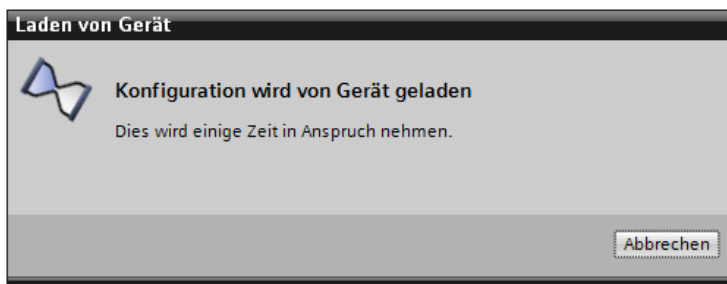 Laden von Gerät
Konfiguration wird von Gerät geladen
Dies wird einige Zeit in Anspruch nehmen.
Abbrechen